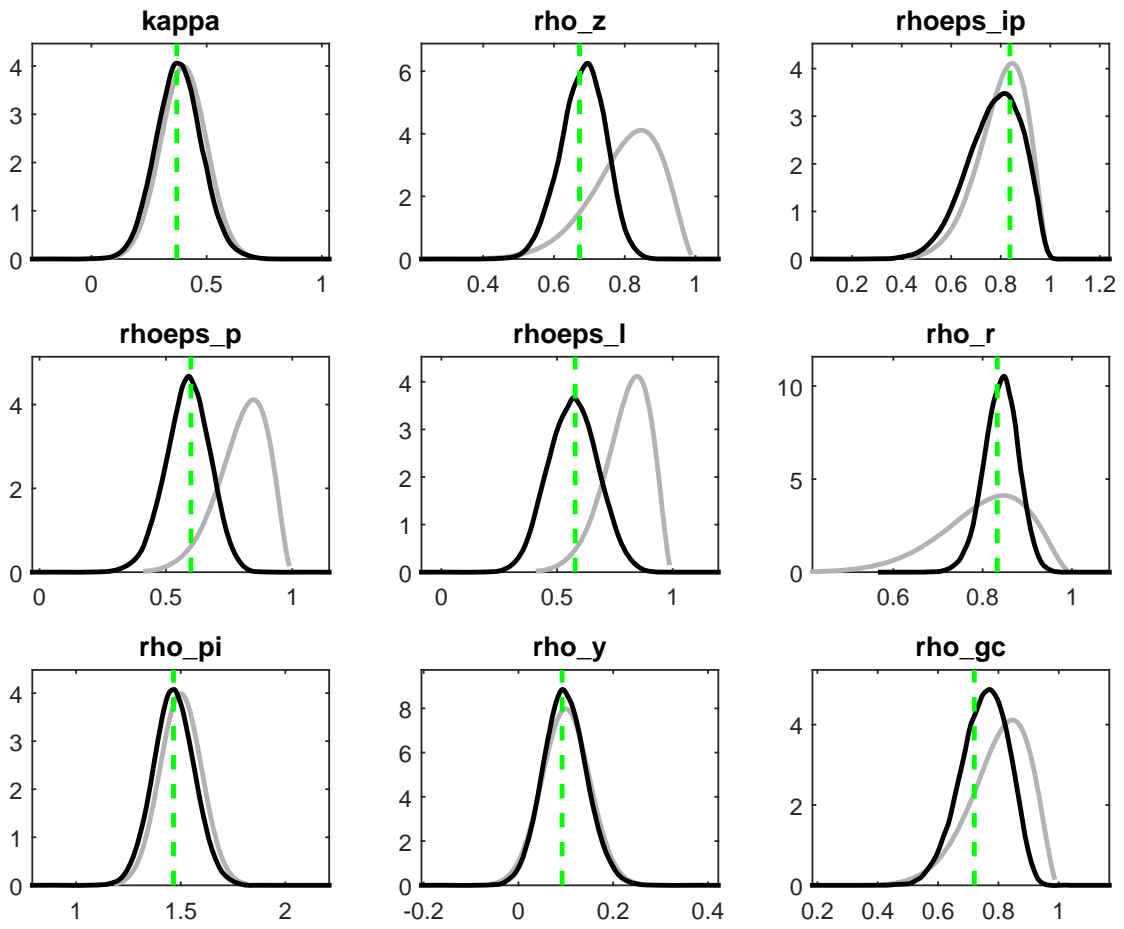 kappa rho_z rhoeps_ip
4 6 4
3 3
4
2 2
2
1 1
0 0 0
0 0.5 1 0.4 0.6 0.8 1 0.2 0.4 0.6 0.8 1 1.2
rhoeps_p rhoeps_l rho_r
4 4 10
3
2 2 5
1
0 0 0
0 0.5 1 0 0.5 1 0.6 0.8 1
rho_pi rho_y rho_gc
4 8 4
3 6
2 4 2
1 2
0 0 0
1 1.5 2 -0.2 0 0.2 0.4 0.2 0.4 0.6 0.8 1